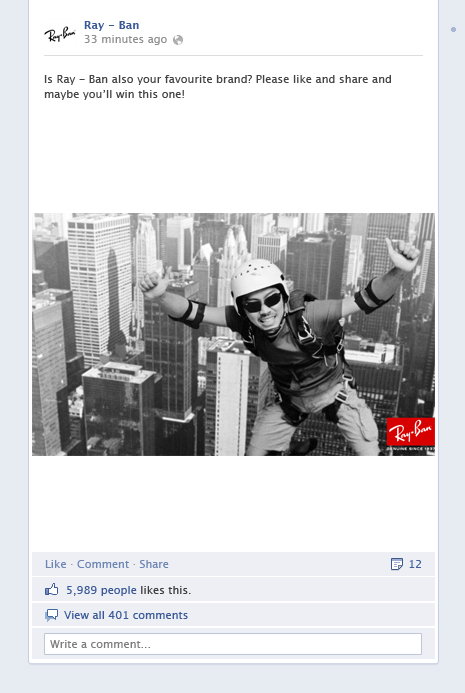 Ray-Ban
Ray – Ban
33 minutes ago
Is Ray – Ban also your favourite brand? Please like and share and
maybe you'll win this one!
Ray-Ban
GENUINE SINCE 1937
Like · Comment · Share
12
5,989 people likes this.
View all 401 comments
Write a comment...